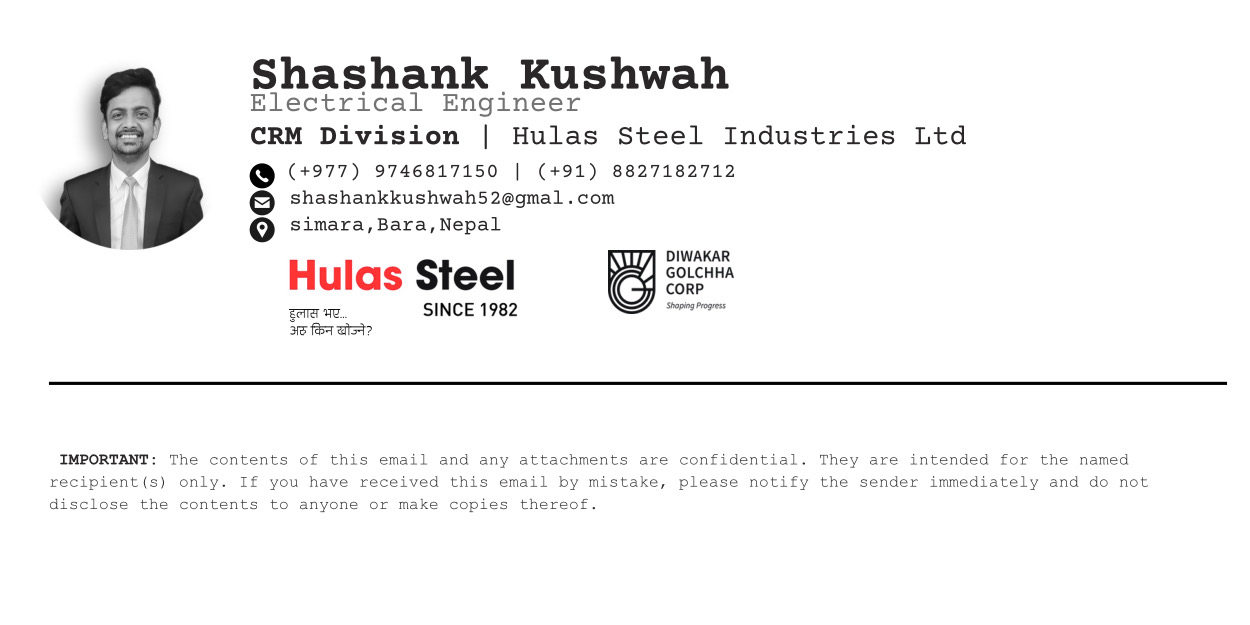 Shashank Kushwah
Electrical Engineer
CRM Division | Hulas Steel Industries Ltd
(+977) 9746817150 | (+91) 8827182712
shashankkushwah52@gmal.com
simara,Bara,Nepal
Hulas Steel
SINCE 1982
हुलास भए...
अरु किन खोज्ने?
DIWAKAR
GOLCHHA
CORP
Shaping Progress
IMPORTANT: The contents of this email and any attachments are confidential. They are intended for the named
recipient(s) only. If you have received this email by mistake, please notify the sender immediately and do not
disclose the contents to anyone or make copies thereof.